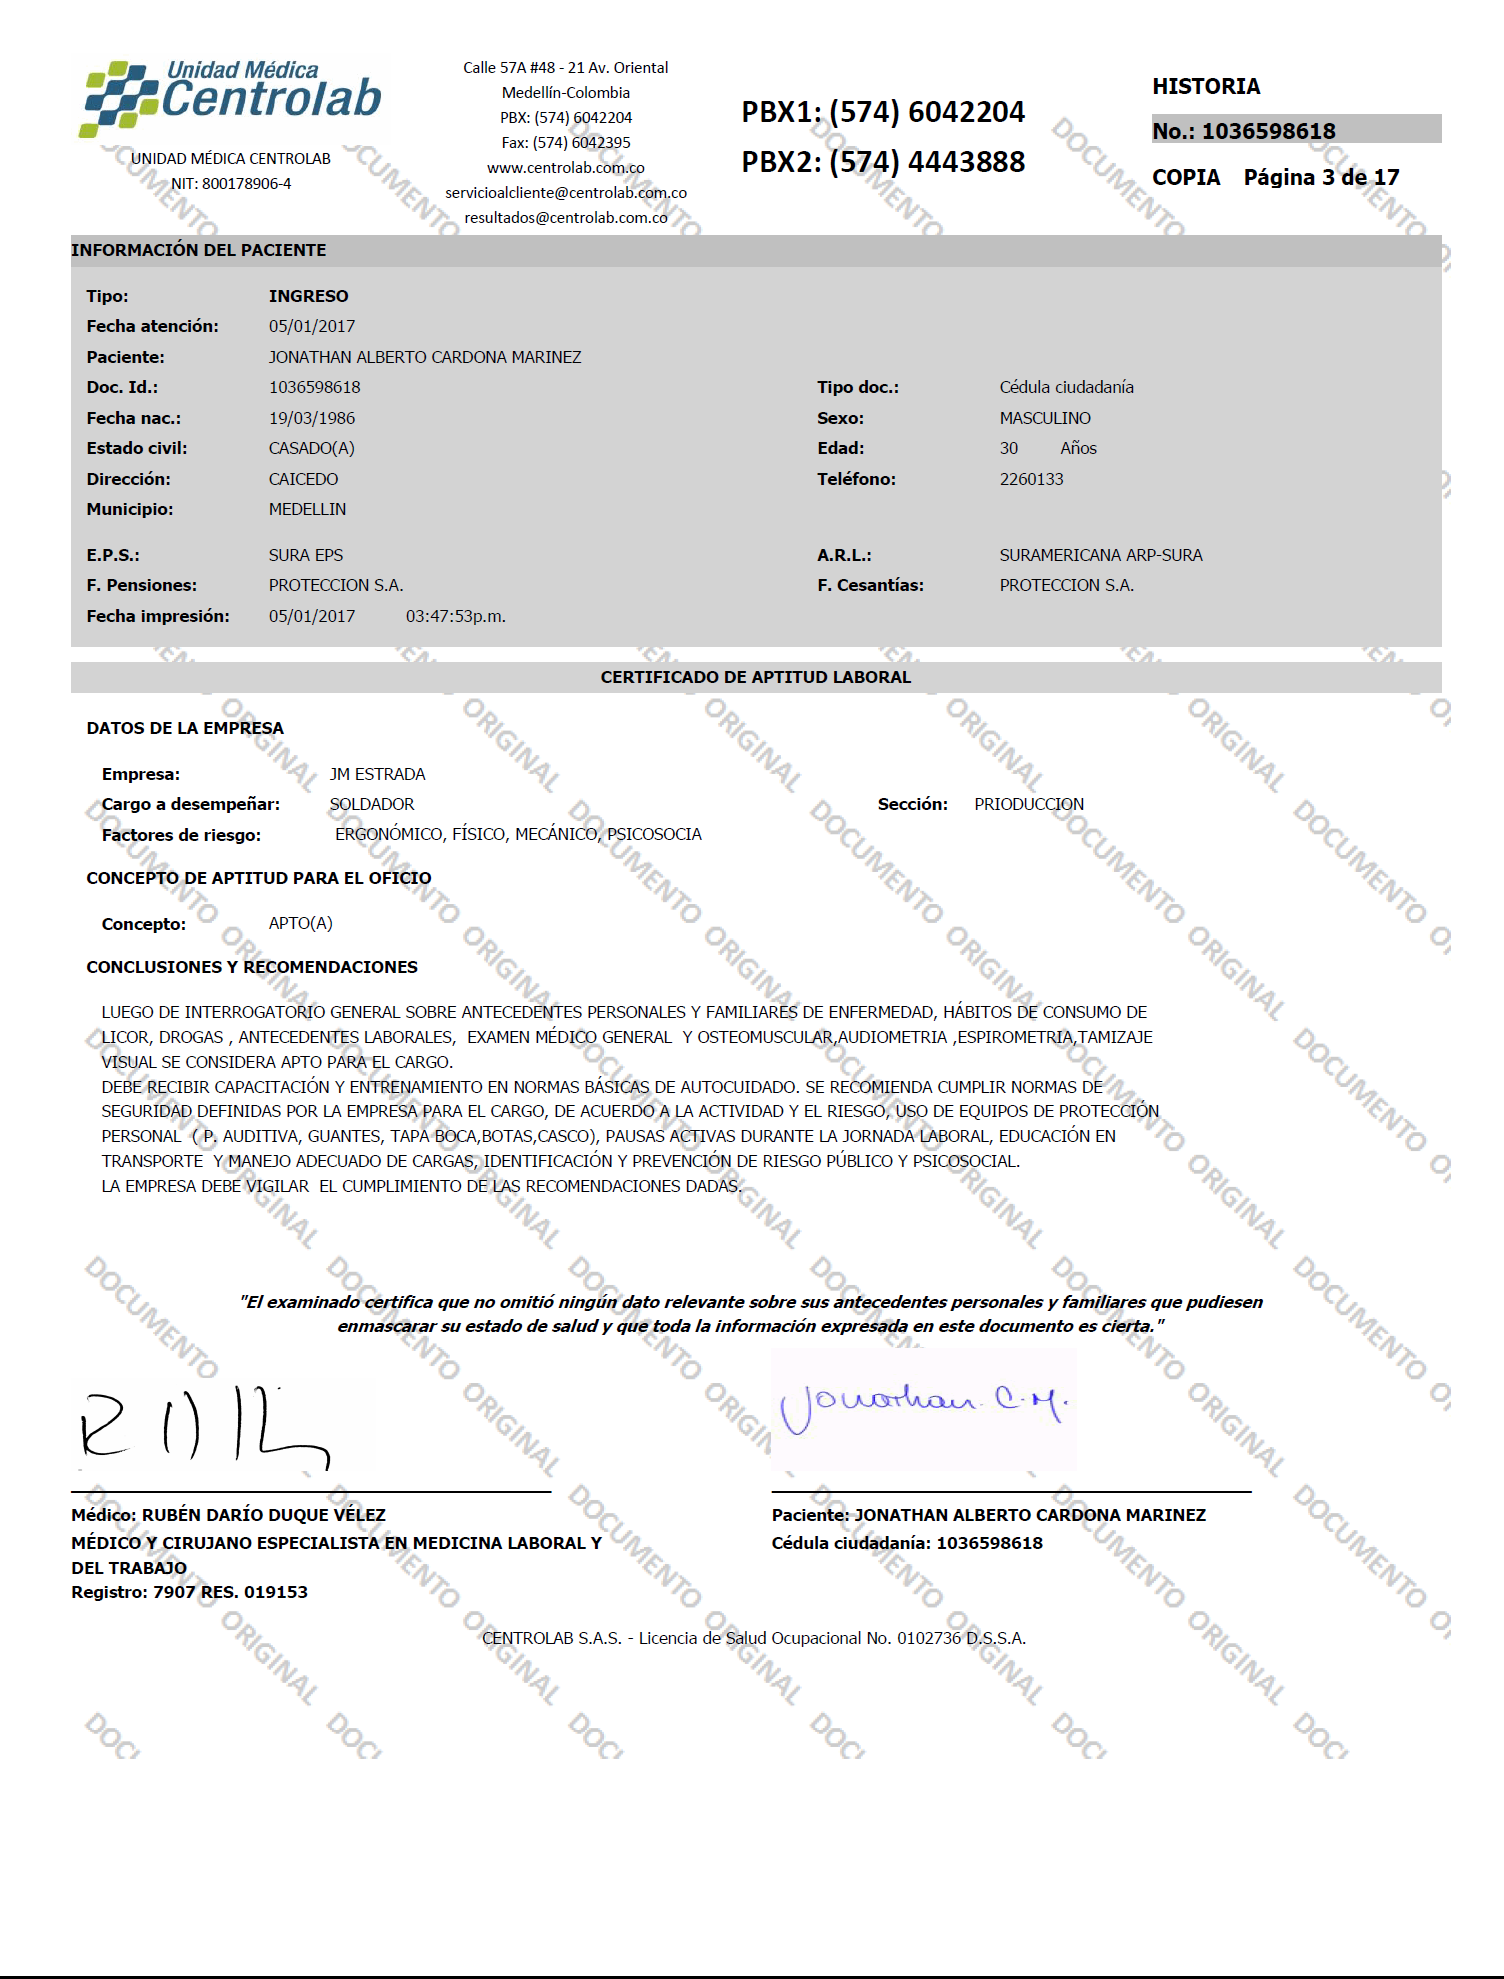 Unidad Médica
Centrolab
UNIDAD MÉDICA CENTROLAB
NIT: 800178906-4
Calle 57A #48 - 21 Av. Oriental
Medellín-Colombia
PBX: (574) 6042204
Fax: (574) 6042395
www.centrolab.com.co
servicioalcliente@centrolab.com.co
resultados@centrolab.com.co
PBX1: (574) 6042204
PBX2: (574) 4443888
HISTORIA
No.: 1036598618
COPIA Página 3 de 17
INFORMACIÓN DEL PACIENTE
Tipo: INGRESO
Fecha atención: 05/01/2017
Paciente: JONATHAN ALBERTO CARDONA MARINEZ
Doc. Id.: 1036598618 Tipo doc.: Cédula ciudadanía
Fecha nac.: 19/03/1986 Sexo: MASCULINO
Estado civil: CASADO(A) Edad: 30 Años
Dirección: CAICEDO Teléfono: 2260133
Municipio: MEDELLIN
E.P.S.: SURA EPS A.R.L.: SURAMERICANA ARP-SURA
F. Pensiones: PROTECCION S.A. F. Cesantías: PROTECCION S.A.
Fecha impresión: 05/01/2017 03:47:53p.m.
CERTIFICADO DE APTITUD LABORAL
DATOS DE LA EMPRESA
Empresa: JM ESTRADA
Cargo a desempeñar: SOLDADOR Sección: PRIODUCCION
Factores de riesgo: ERGONÓMICO, FÍSICO, MECÁNICO, PSICOSOCIA
CONCEPTO DE APTITUD PARA EL OFICIO
Concepto: APTO(A)
CONCLUSIONES Y RECOMENDACIONES
LUEGO DE INTERROGATORIO GENERAL SOBRE ANTECEDENTES PERSONALES Y FAMILIARES DE ENFERMEDAD, HÁBITOS DE CONSUMO DE
LICOR, DROGAS , ANTECEDENTES LABORALES, EXAMEN MÉDICO GENERAL Y OSTEOMUSCULAR,AUDIOMETRIA ,ESPIROMETRIA,TAMIZAJE
VISUAL SE CONSIDERA APTO PARA EL CARGO.
DEBE RECIBIR CAPACITACIÓN Y ENTRENAMIENTO EN NORMAS BÁSICAS DE AUTOCUIDADO. SE RECOMIENDA CUMPLIR NORMAS DE
SEGURIDAD DEFINIDAS POR LA EMPRESA PARA EL CARGO, DE ACUERDO A LA ACTIVIDAD Y EL RIESGO, USO DE EQUIPOS DE PROTECCIÓN
PERSONAL ( P. AUDITIVA, GUANTES, TAPA BOCA,BOTAS,CASCO), PAUSAS ACTIVAS DURANTE LA JORNADA LABORAL, EDUCACIÓN EN
TRANSPORTE Y MANEJO ADECUADO DE CARGAS, IDENTIFICACIÓN Y PREVENCIÓN DE RIESGO PÚBLICO Y PSICOSOCIAL.
LA EMPRESA DEBE VIGILAR EL CUMPLIMIENTO DE LAS RECOMENDACIONES DADAS.
"El examinado certifica que no omitió ningún dato relevante sobre sus antecedentes personales y familiares que pudiesen
enmascarar su estado de salud y que toda la información expresada en este documento es cierta."
Jonathan. C.M.
Médico: RUBÉN DARÍO DUQUE VÉLEZ
MÉDICO Y CIRUJANO ESPECIALISTA EN MEDICINA LABORAL Y
DEL TRABAJO
Registro: 7907 RES. 019153
Paciente: JONATHAN ALBERTO CARDONA MARINEZ
Cédula ciudadanía: 1036598618
CENTROLAB S.A.S. - Licencia de Salud Ocupacional No. 0102736 D.S.S.A.
DOCUMENTO ORIGINAL